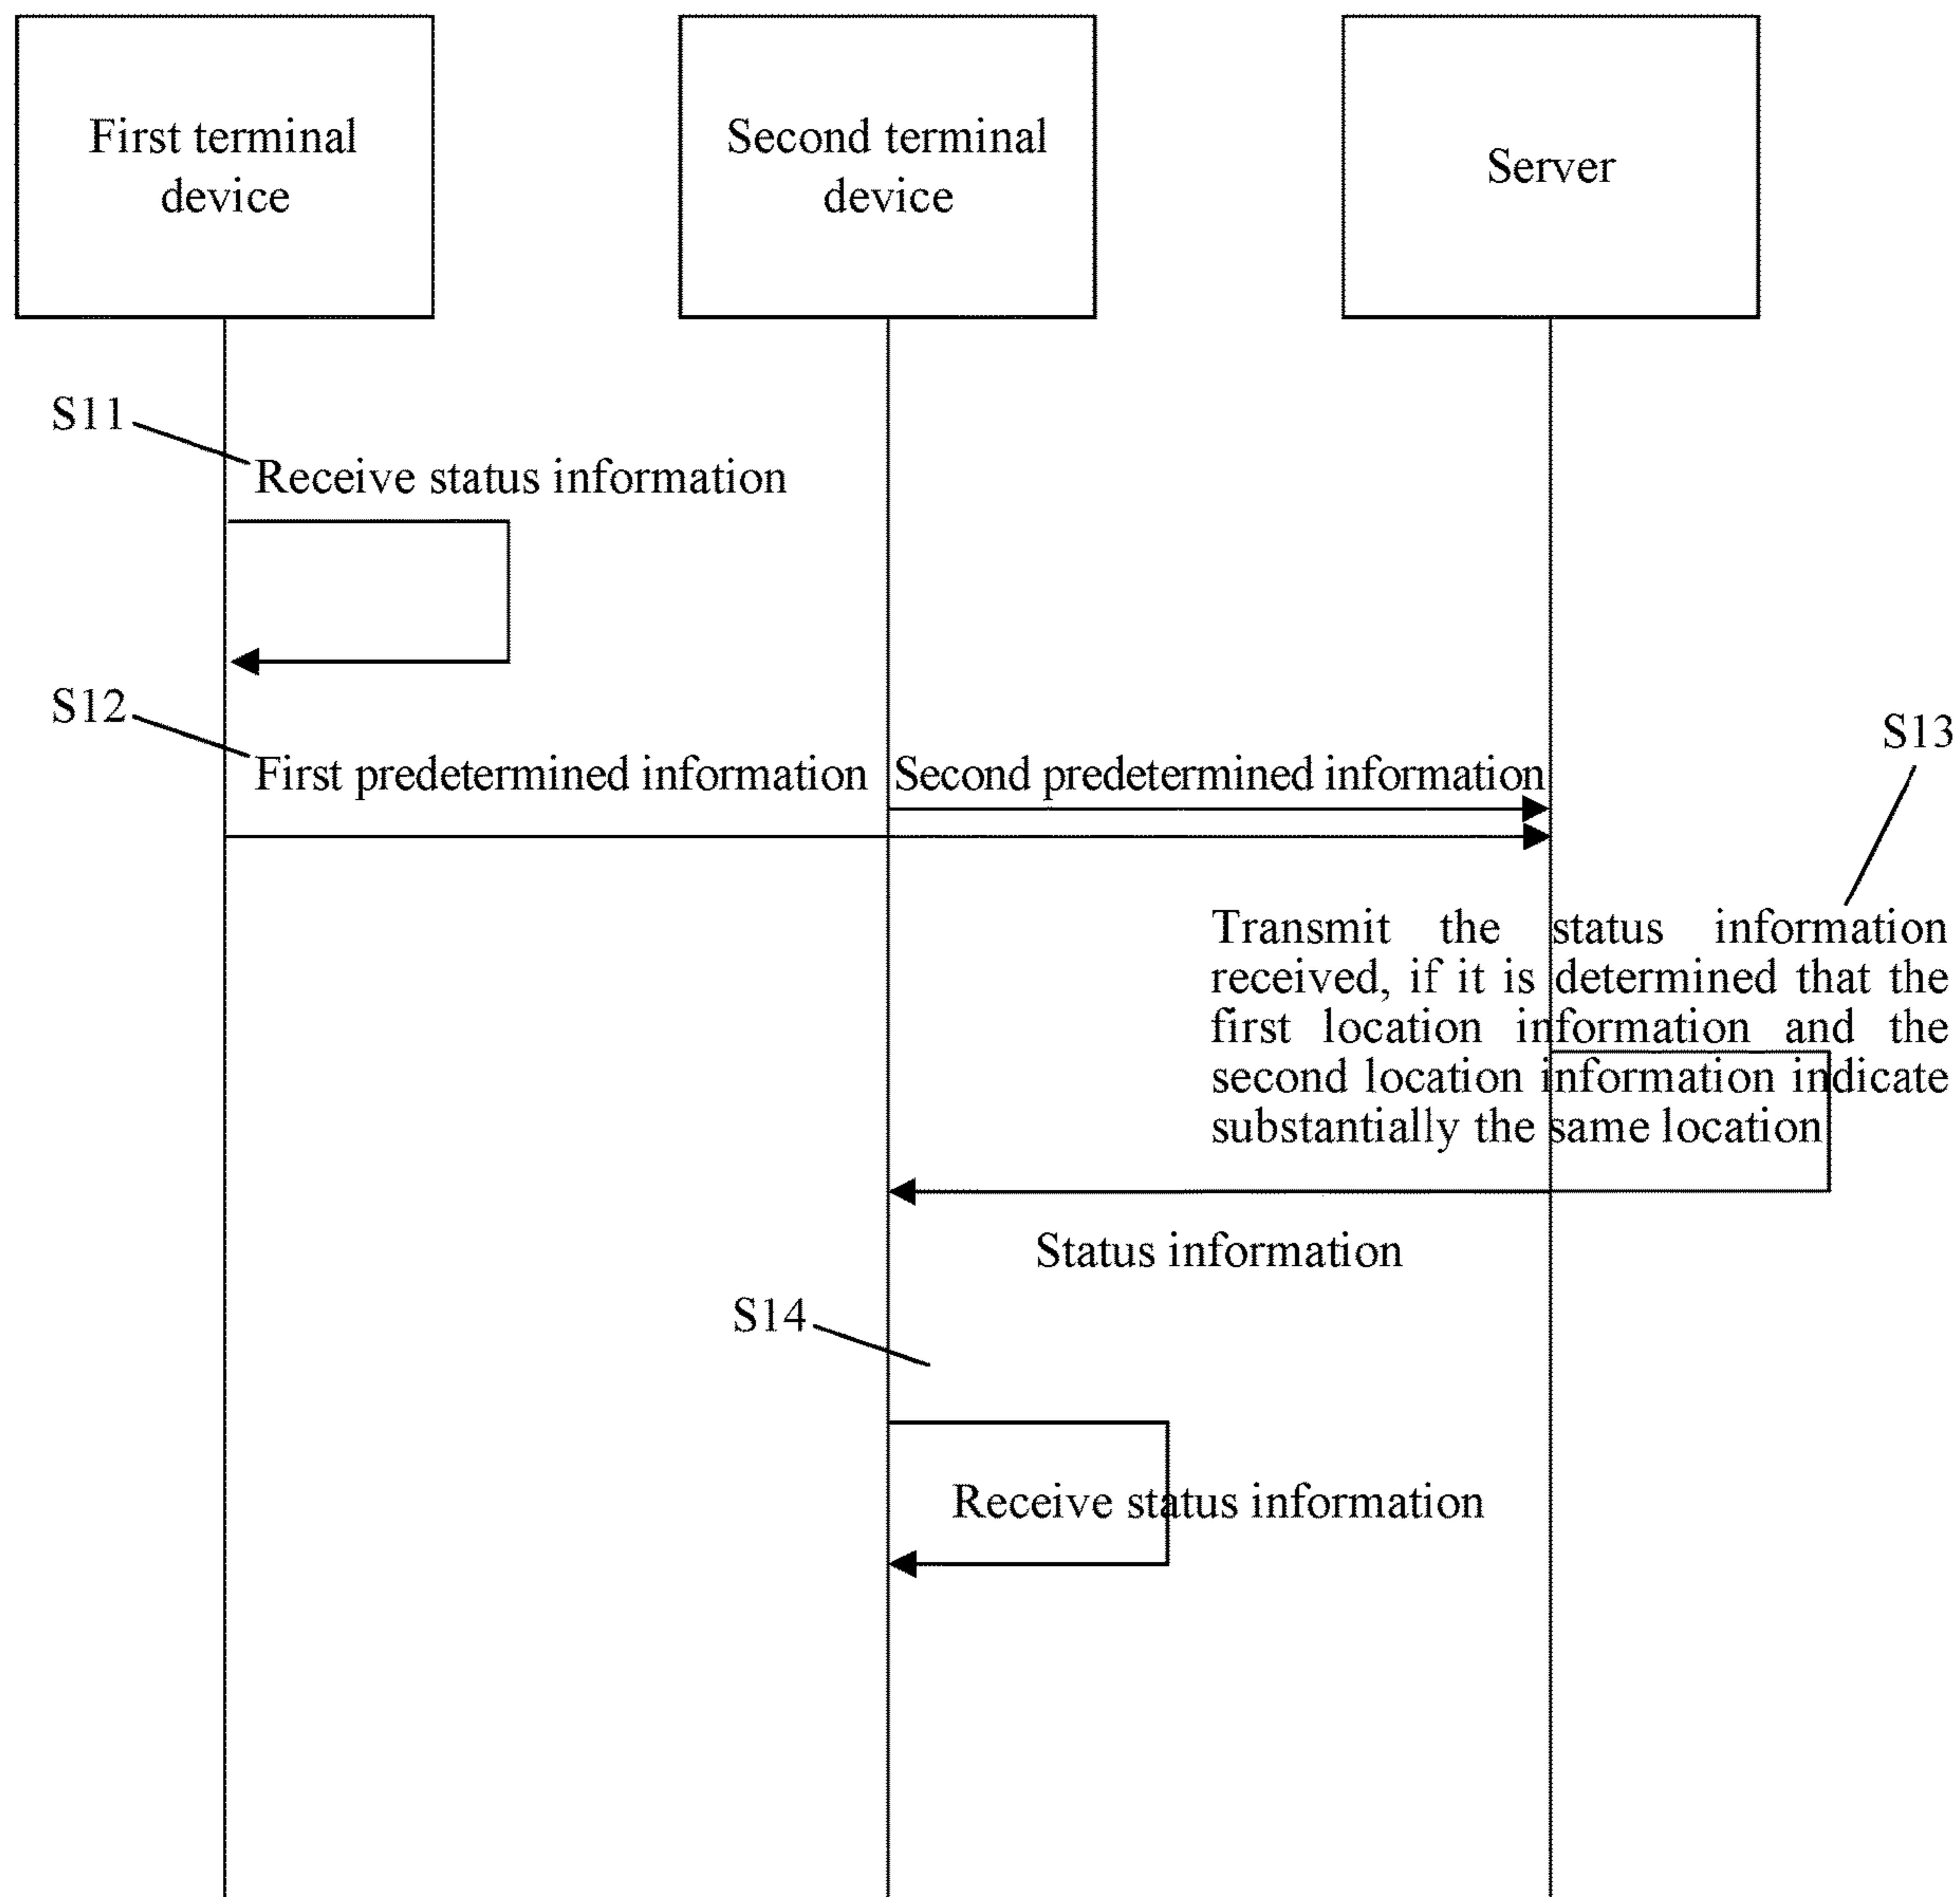 First terminal
device
Second terminal
device
Server
S11
Receive status information
S12
First predetermined information
Second predetermined information
S13
Transmit the status information
received, if it is determined that the
first location information and the
second location information indicate
substantially the same location
Status information
S14
Receive status information